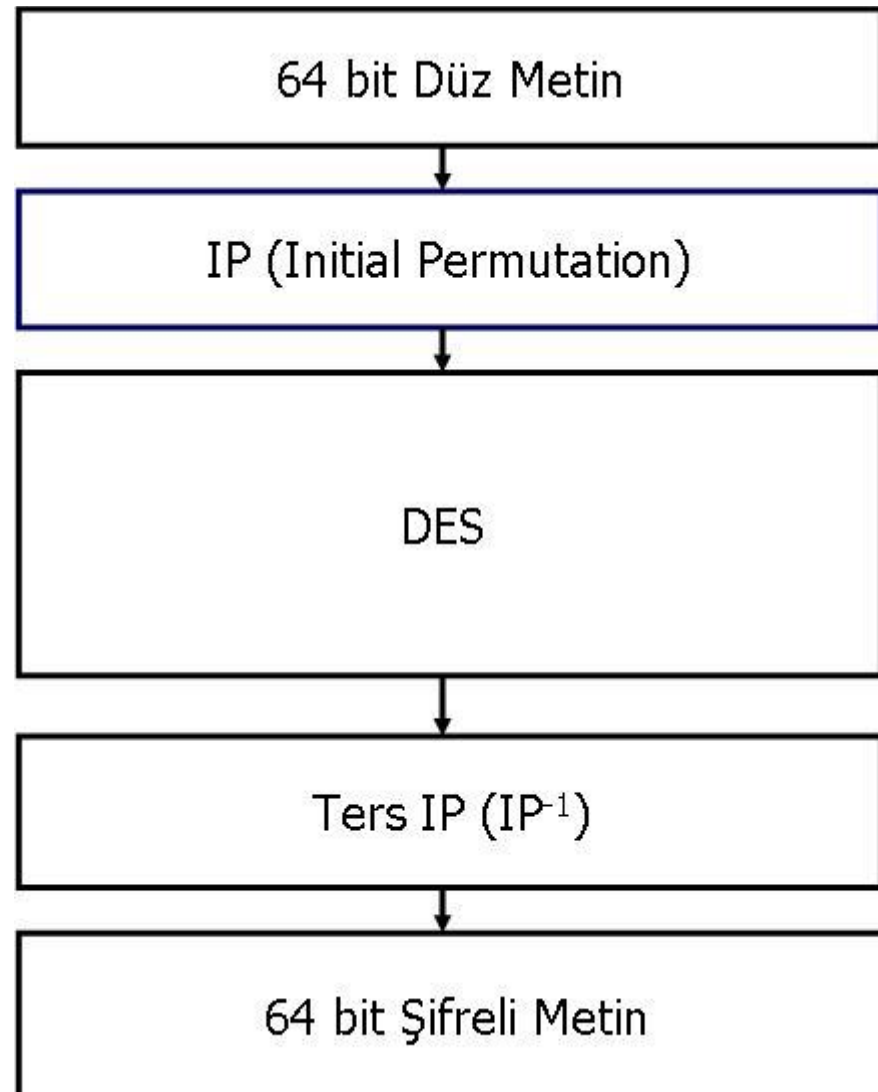 64 bit Düz Metin
IP (Initial Permutation)
DES
Ters IP (IP⁻¹)
64 bit Şifreli Metin